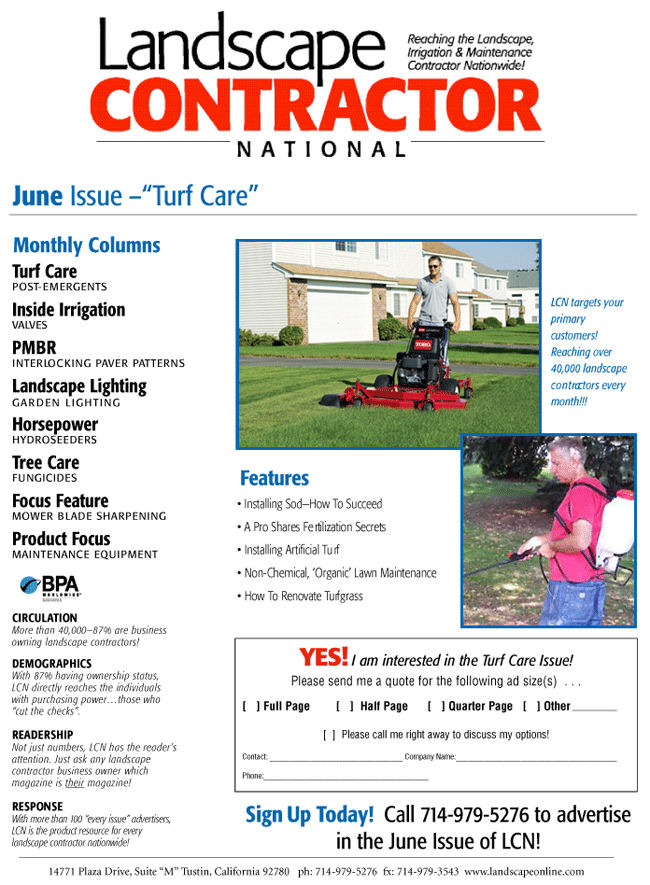 Landscape
CONTRACTOR
NATIONAL
Reaching the Landscape,
Irrigation & Maintenance
Contractor Nationwide!
June Issue –“Turf Care”
Monthly Columns
Turf Care
POST-EMERGENTS
Inside Irrigation
VALVES
PMBR
INTERLOCKING PAVER PATTERNS
Landscape Lighting
GARDEN LIGHTING
Horsepower
HYDROSEEDERS
Tree Care
FUNGICIDES
Focus Feature
MOWER BLADE SHARPENING
Product Focus
MAINTENANCE EQUIPMENT
BPA
WORLDWIDE
CIRCULATION
More than 40,000–87% are business
owning landscape contractors!
DEMOGRAPHICS
With 87% having ownership status,
LCN directly reaches the individuals
with purchasing power…those who
“cut the checks”.
READERSHIP
Not just numbers, LCN has the reader's
attention. Just ask any landscape
contractor business owner which
magazine is their magazine!
RESPONSE
With more than 100 “every issue” advertisers,
LCN is the product resource for every
landscape contractor nationwide!
TORO
LCN targets your
primary
customers!
Reaching over
40,000 landscape
contractors every
month!!!
Features
• Installing Sod–How To Succeed
• A Pro Shares Fertilization Secrets
• Installing Artificial Turf
• Non-Chemical, ‘Organic’ Lawn Maintenance
• How To Renovate Turfgrass
YES! I am interested in the Turf Care Issue!
Please send me a quote for the following ad size(s) . . .
[ ] Full Page [ ] Half Page [ ] Quarter Page [ ] Other ________
[ ] Please call me right away to discuss my options!
Contact: ______________________________ Company Name:____________________________________
Phone:_____________________________________
Sign Up Today! Call 714-979-5276 to advertise
in the June Issue of LCN!
14771 Plaza Drive, Suite “M” Tustin, California 92780 ph: 714-979-5276 fx: 714-979-3543 www.landscapeonline.com